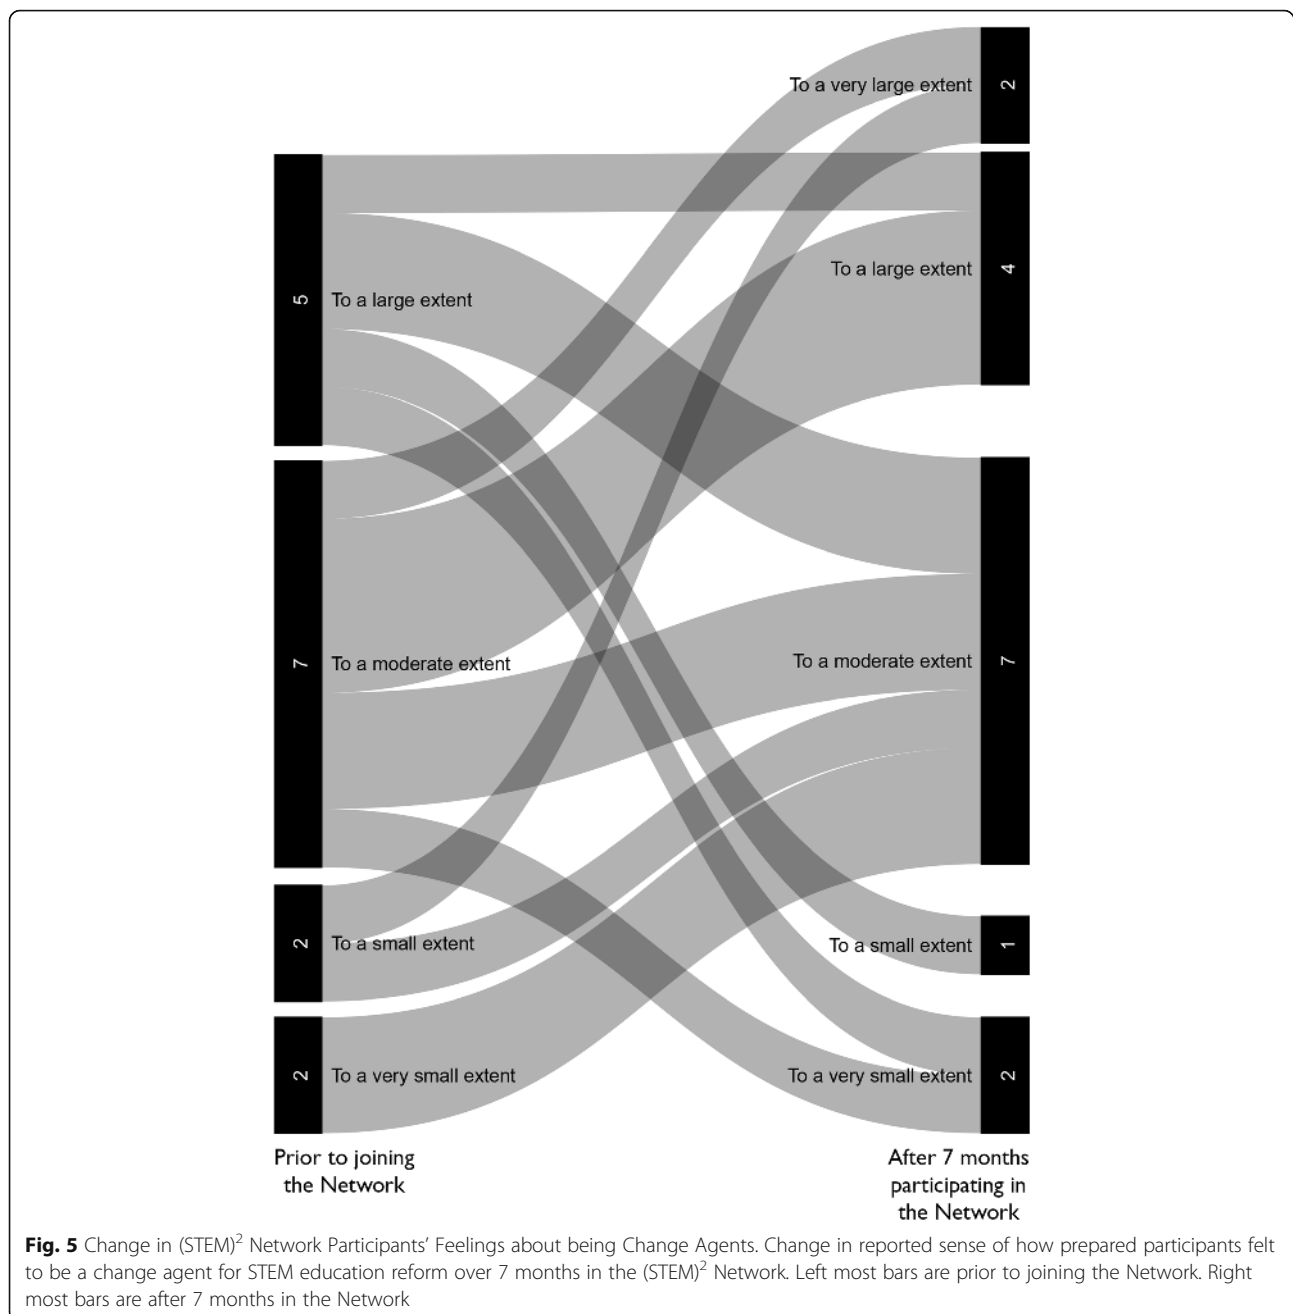 To a very large extent
2
To a large extent
4
5
To a large extent
To a moderate extent
7
7
To a moderate extent
To a small extent
1
2
To a small extent
To a very small extent
2
2
To a very small extent
Prior to joining
the Network
After 7 months
participating in
the Network
Fig. 5 Change in (STEM)² Network Participants' Feelings about being Change Agents. Change in reported sense of how prepared participants felt
to be a change agent for STEM education reform over 7 months in the (STEM)² Network. Left most bars are prior to joining the Network. Right
most bars are after 7 months in the Network